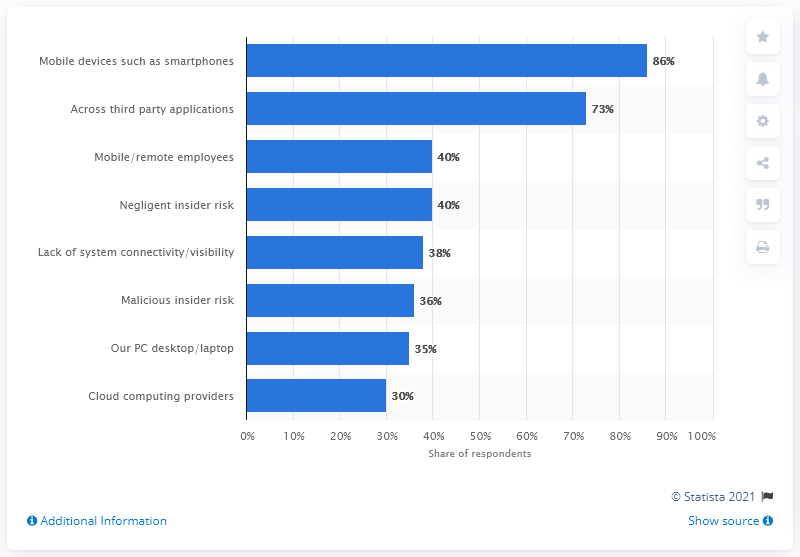 Mobile devices such as smartphones 86%
Across third party applications 73%
Mobile/remote employees 40%
Negligent insider risk 40%
Lack of system connectivity/visibility 38%
Malicious insider risk 36%
Our PC desktop/laptop 35%
Cloud computing providers 30%
0% 10% 20% 30% 40% 50% 60% 70% 80% 90% 100%
Share of respondents
© Statista 2021
Additional Information Show source